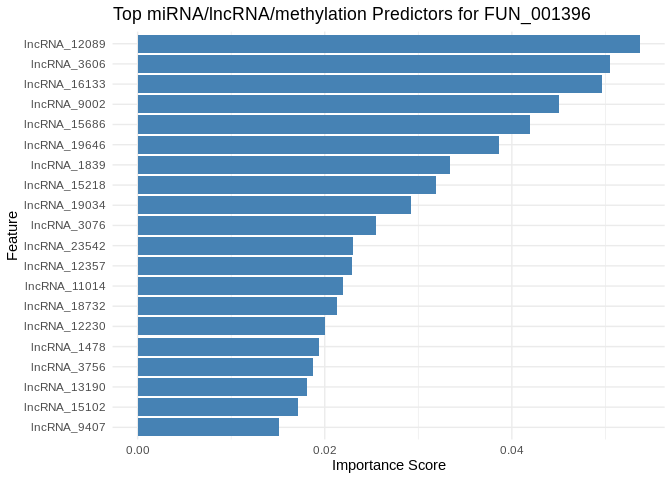 Top miRNA/lncRNA/methylation Predictors for FUN_001396
Feature
lncRNA_12089
lncRNA_3606
lncRNA_16133
lncRNA_9002
lncRNA_15686
lncRNA_19646
lncRNA_1839
lncRNA_15218
lncRNA_19034
lncRNA_3076
lncRNA_23542
lncRNA_12357
lncRNA_11014
lncRNA_18732
lncRNA_12230
lncRNA_1478
lncRNA_3756
lncRNA_13190
lncRNA_15102
lncRNA_9407
0.00 0.02 0.04
Importance Score